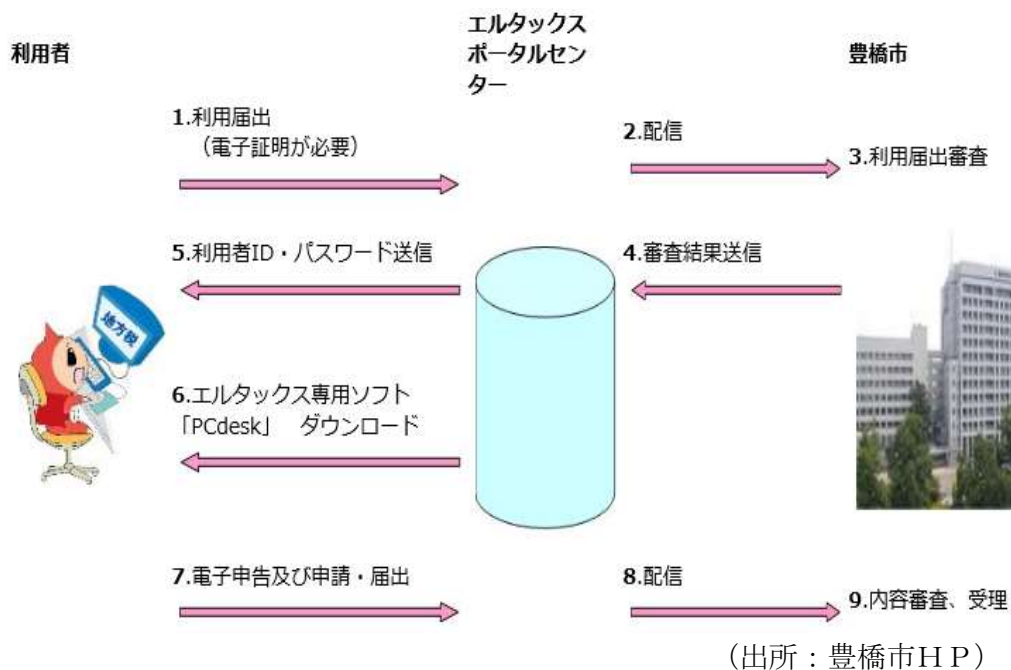 利用者
エルタックス
ポータルセン
ター
豊橋市
1.利用届出
（電子証明が必要）
2.配信
3.利用届出審査
5.利用者ID・パスワード送信
4.審査結果送信
地方税
6.エルタックス専用ソフト
「PCdesk」　ダウンロード
7.電子申告及び申請・届出
8.配信
9.内容審査、受理
（出所：豊橋市ＨＰ）